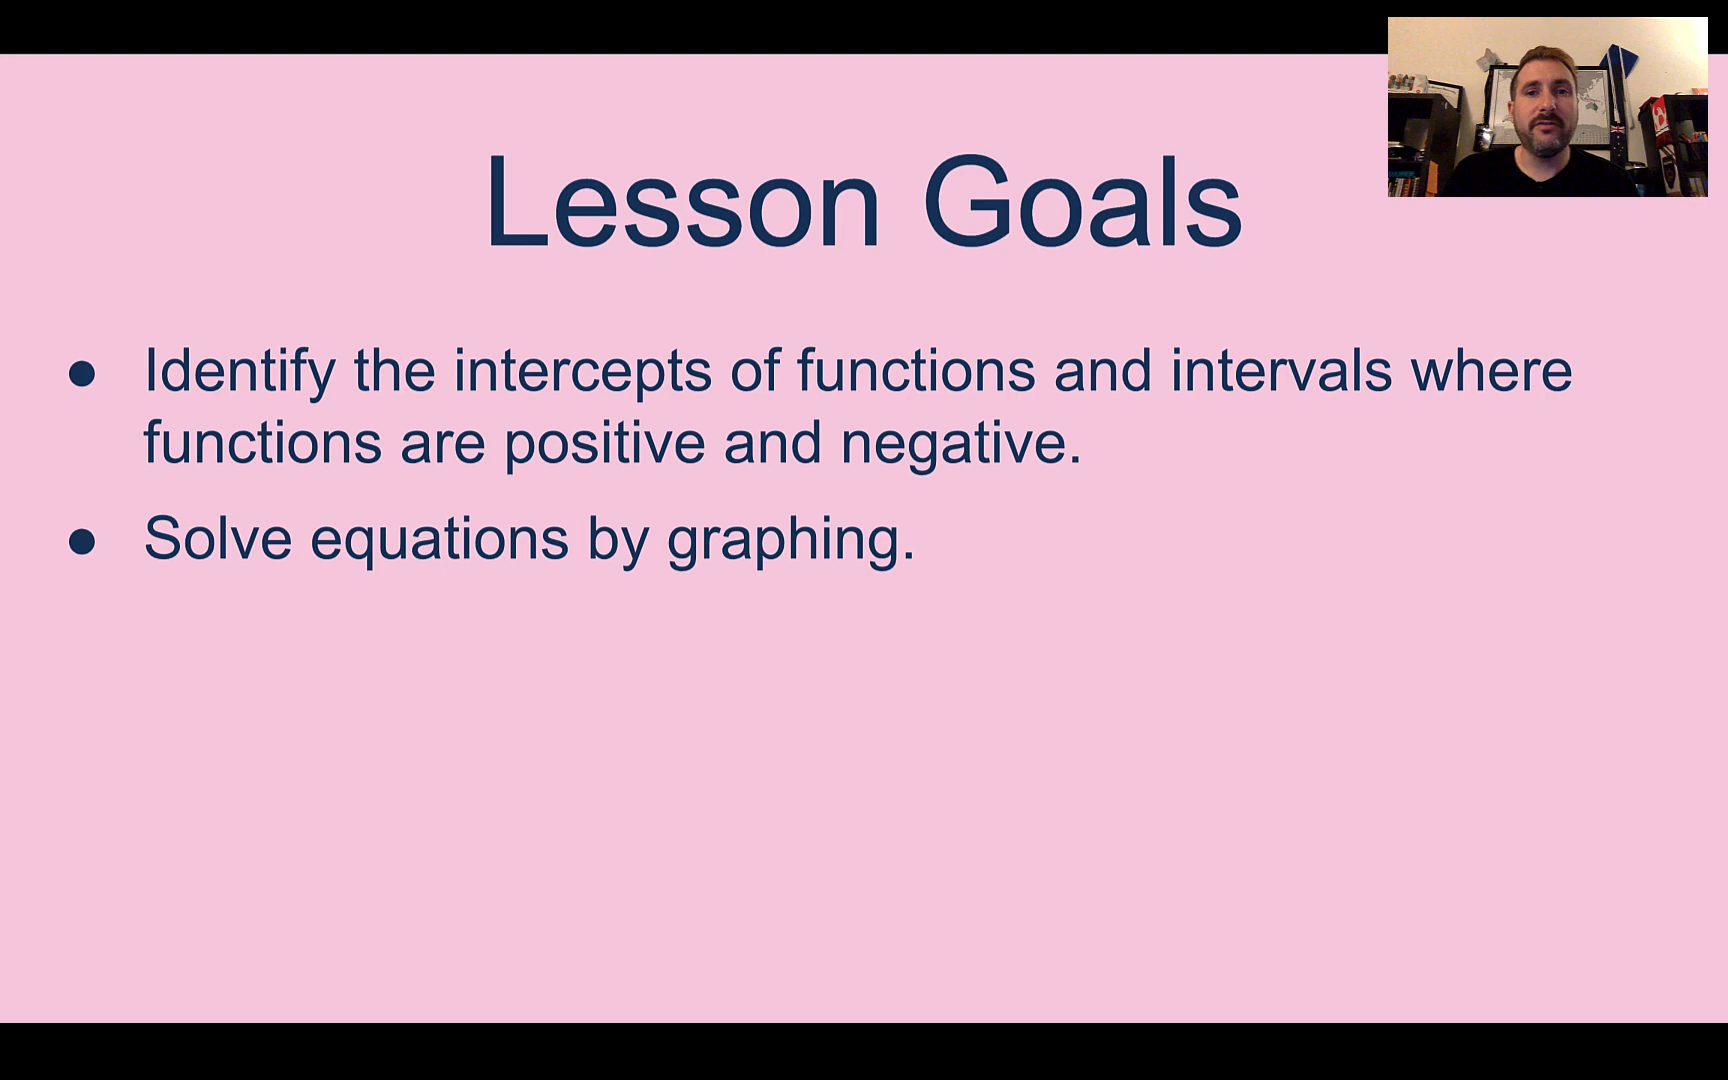 Lesson Goals
● Identify the intercepts of functions and intervals where
functions are positive and negative.
● Solve equations by graphing.